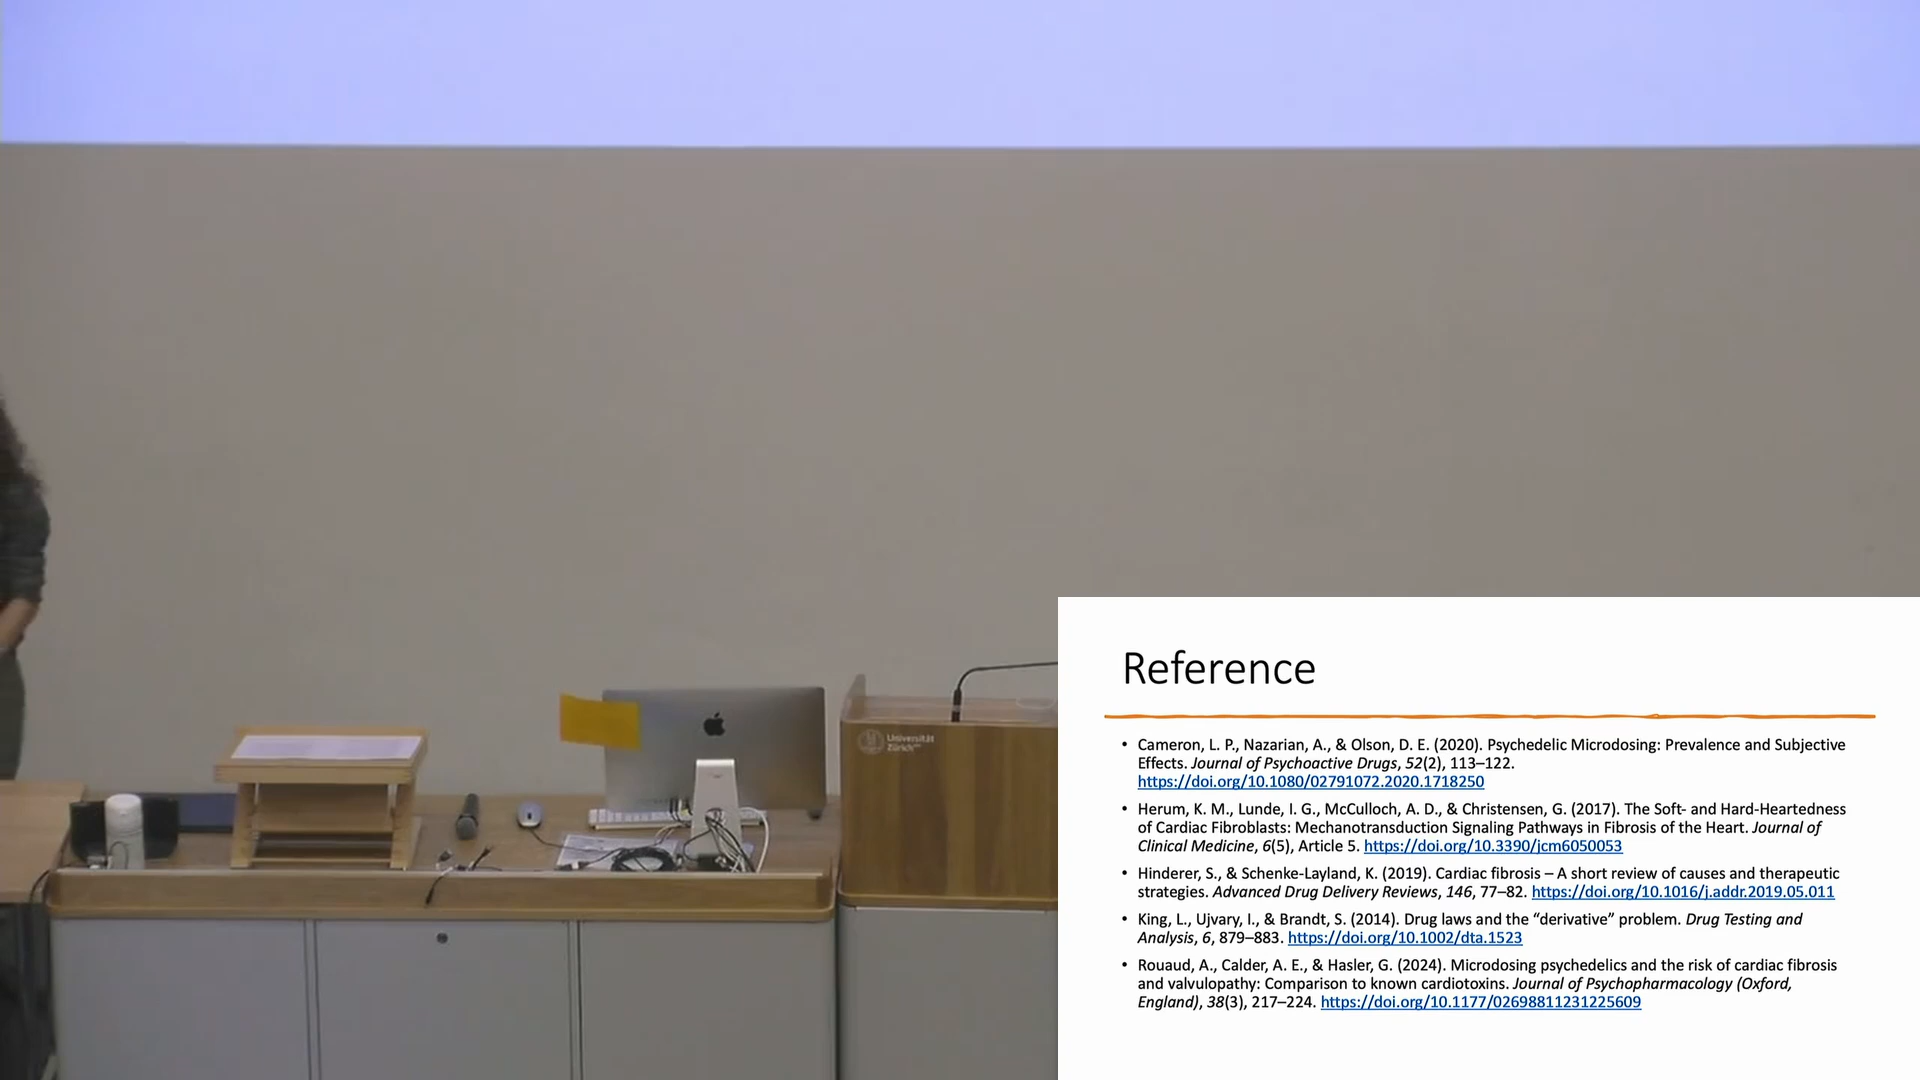 Universität
Zürich
Reference
• Cameron, L. P., Nazarian, A., & Olson, D. E. (2020). Psychedelic Microdosing: Prevalence and Subjective
Effects. Journal of Psychoactive Drugs, 52(2), 113–122.
https://doi.org/10.1080/02791072.2020.1718250
• Herum, K. M., Lunde, I. G., McCulloch, A. D., & Christensen, G. (2017). The Soft- and Hard-Heartedness
of Cardiac Fibroblasts: Mechanotransduction Signaling Pathways in Fibrosis of the Heart. Journal of
Clinical Medicine, 6(5), Article 5. https://doi.org/10.3390/jcm6050053
• Hinderer, S., & Schenke-Layland, K. (2019). Cardiac fibrosis – A short review of causes and therapeutic
strategies. Advanced Drug Delivery Reviews, 146, 77–82. https://doi.org/10.1016/j.addr.2019.05.011
• King, L., Ujvary, I., & Brandt, S. (2014). Drug laws and the “derivative” problem. Drug Testing and
Analysis, 6, 879–883. https://doi.org/10.1002/dta.1523
• Rouaud, A., Calder, A. E., & Hasler, G. (2024). Microdosing psychedelics and the risk of cardiac fibrosis
and valvulopathy: Comparison to known cardiotoxins. Journal of Psychopharmacology (Oxford,
England), 38(3), 217–224. https://doi.org/10.1177/02698811231225609